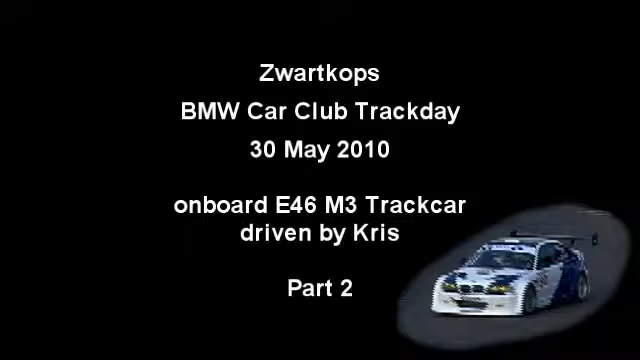 Zwartkops
BMW Car Club Trackday
30 May 2010
onboard E46 M3 Trackcar
driven by Kris
Part 2